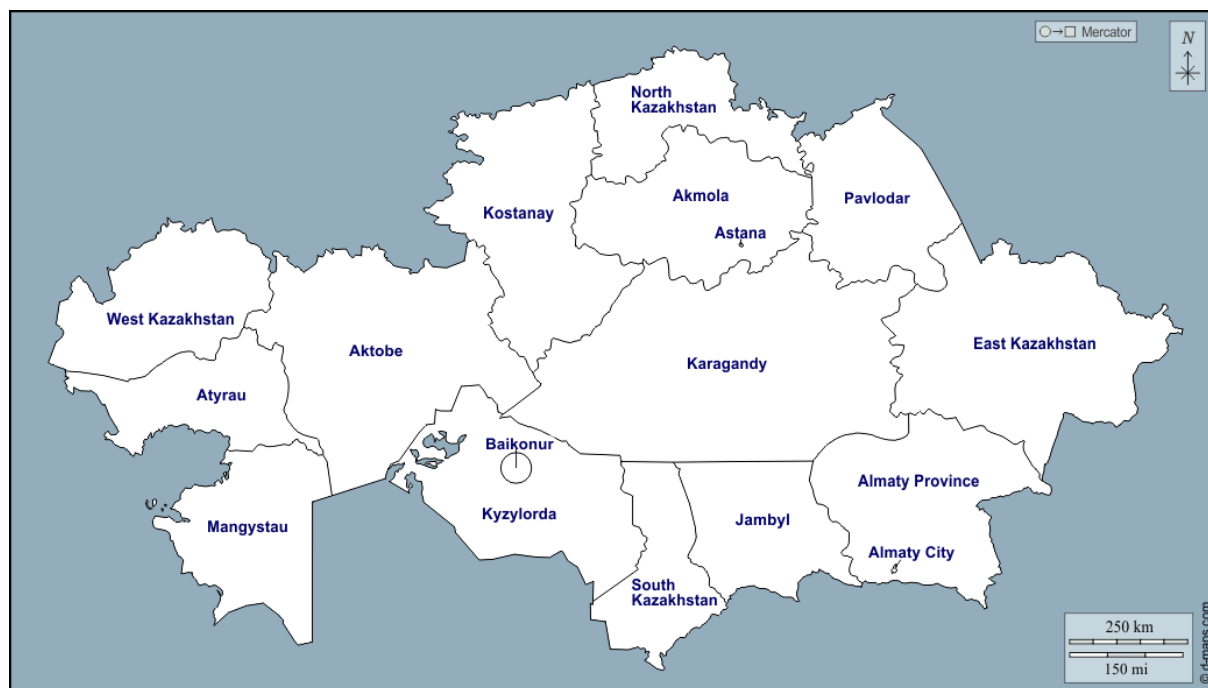 Mercator
N
North
Kazakhstan
Akmola
Pavlodar
Kostanay
Astana
West Kazakhstan
East Kazakhstan
Aktobe
Karagandy
Atyrau
Baikonur
Almaty Province
Kyzylorda
Jambyl
Mangystau
Almaty City
South
Kazakhstan
250 km
150 mi
© d-maps.com